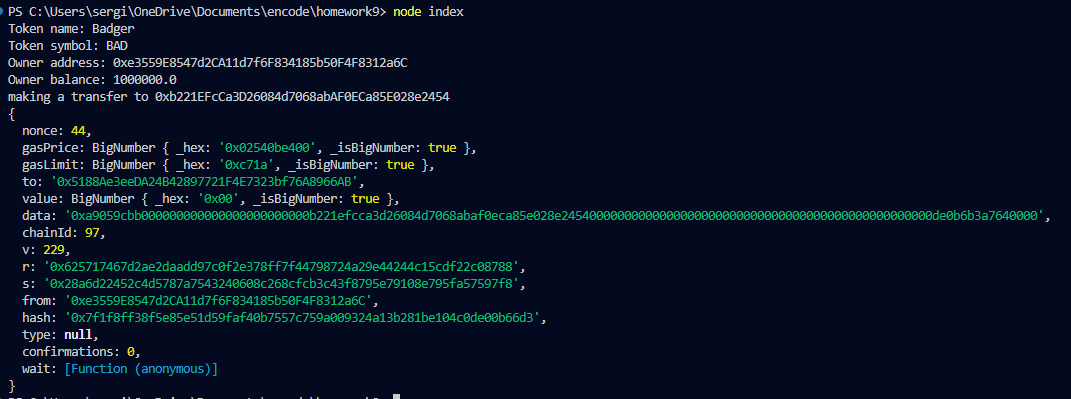 PS C:\Users\sergi\OneDrive\Documents\encode\homework9> node index
Token name: Badger
Token symbol: BAD
Owner address: 0xe3559E8547d2CA11d7f6F834185b50F4F8312a6C
Owner balance: 1000000.0
making a transfer to 0xb221EFcCa3D26084d7068abAF0ECa85E028e2454
{
  nonce: 44,
  gasPrice: BigNumber { _hex: '0x02540be400', _isBigNumber: true },
  gasLimit: BigNumber { _hex: '0xc71a', _isBigNumber: true },
  to: '0x5188Ae3eeDA24B42897721F4E7323bf76A8966AB',
  value: BigNumber { _hex: '0x00', _isBigNumber: true },
  data: '0xa9059cbb000000000000000000000000b221efcca3d26084d7068abaf0eca85e028e24540000000000000000000000000000000000000000000000000de0b6b3a7640000',
  chainId: 97,
  v: 229,
  r: '0x625717467d2ae2daadd97c0f2e378ff7f44798724a29e44244c15cdf22c08788',
  s: '0x28a6d22452c4d5787a7543240608c268cfcb3c43f8795e79108e795fa57597f8',
  from: '0xe3559E8547d2CA11d7f6F834185b50F4F8312a6C',
  hash: '0x7f1f8ff38f5e85e51d59faf40b7557c759a009324a13b281be104c0de00b66d3',
  type: null,
  confirmations: 0,
  wait: [Function (anonymous)]
}